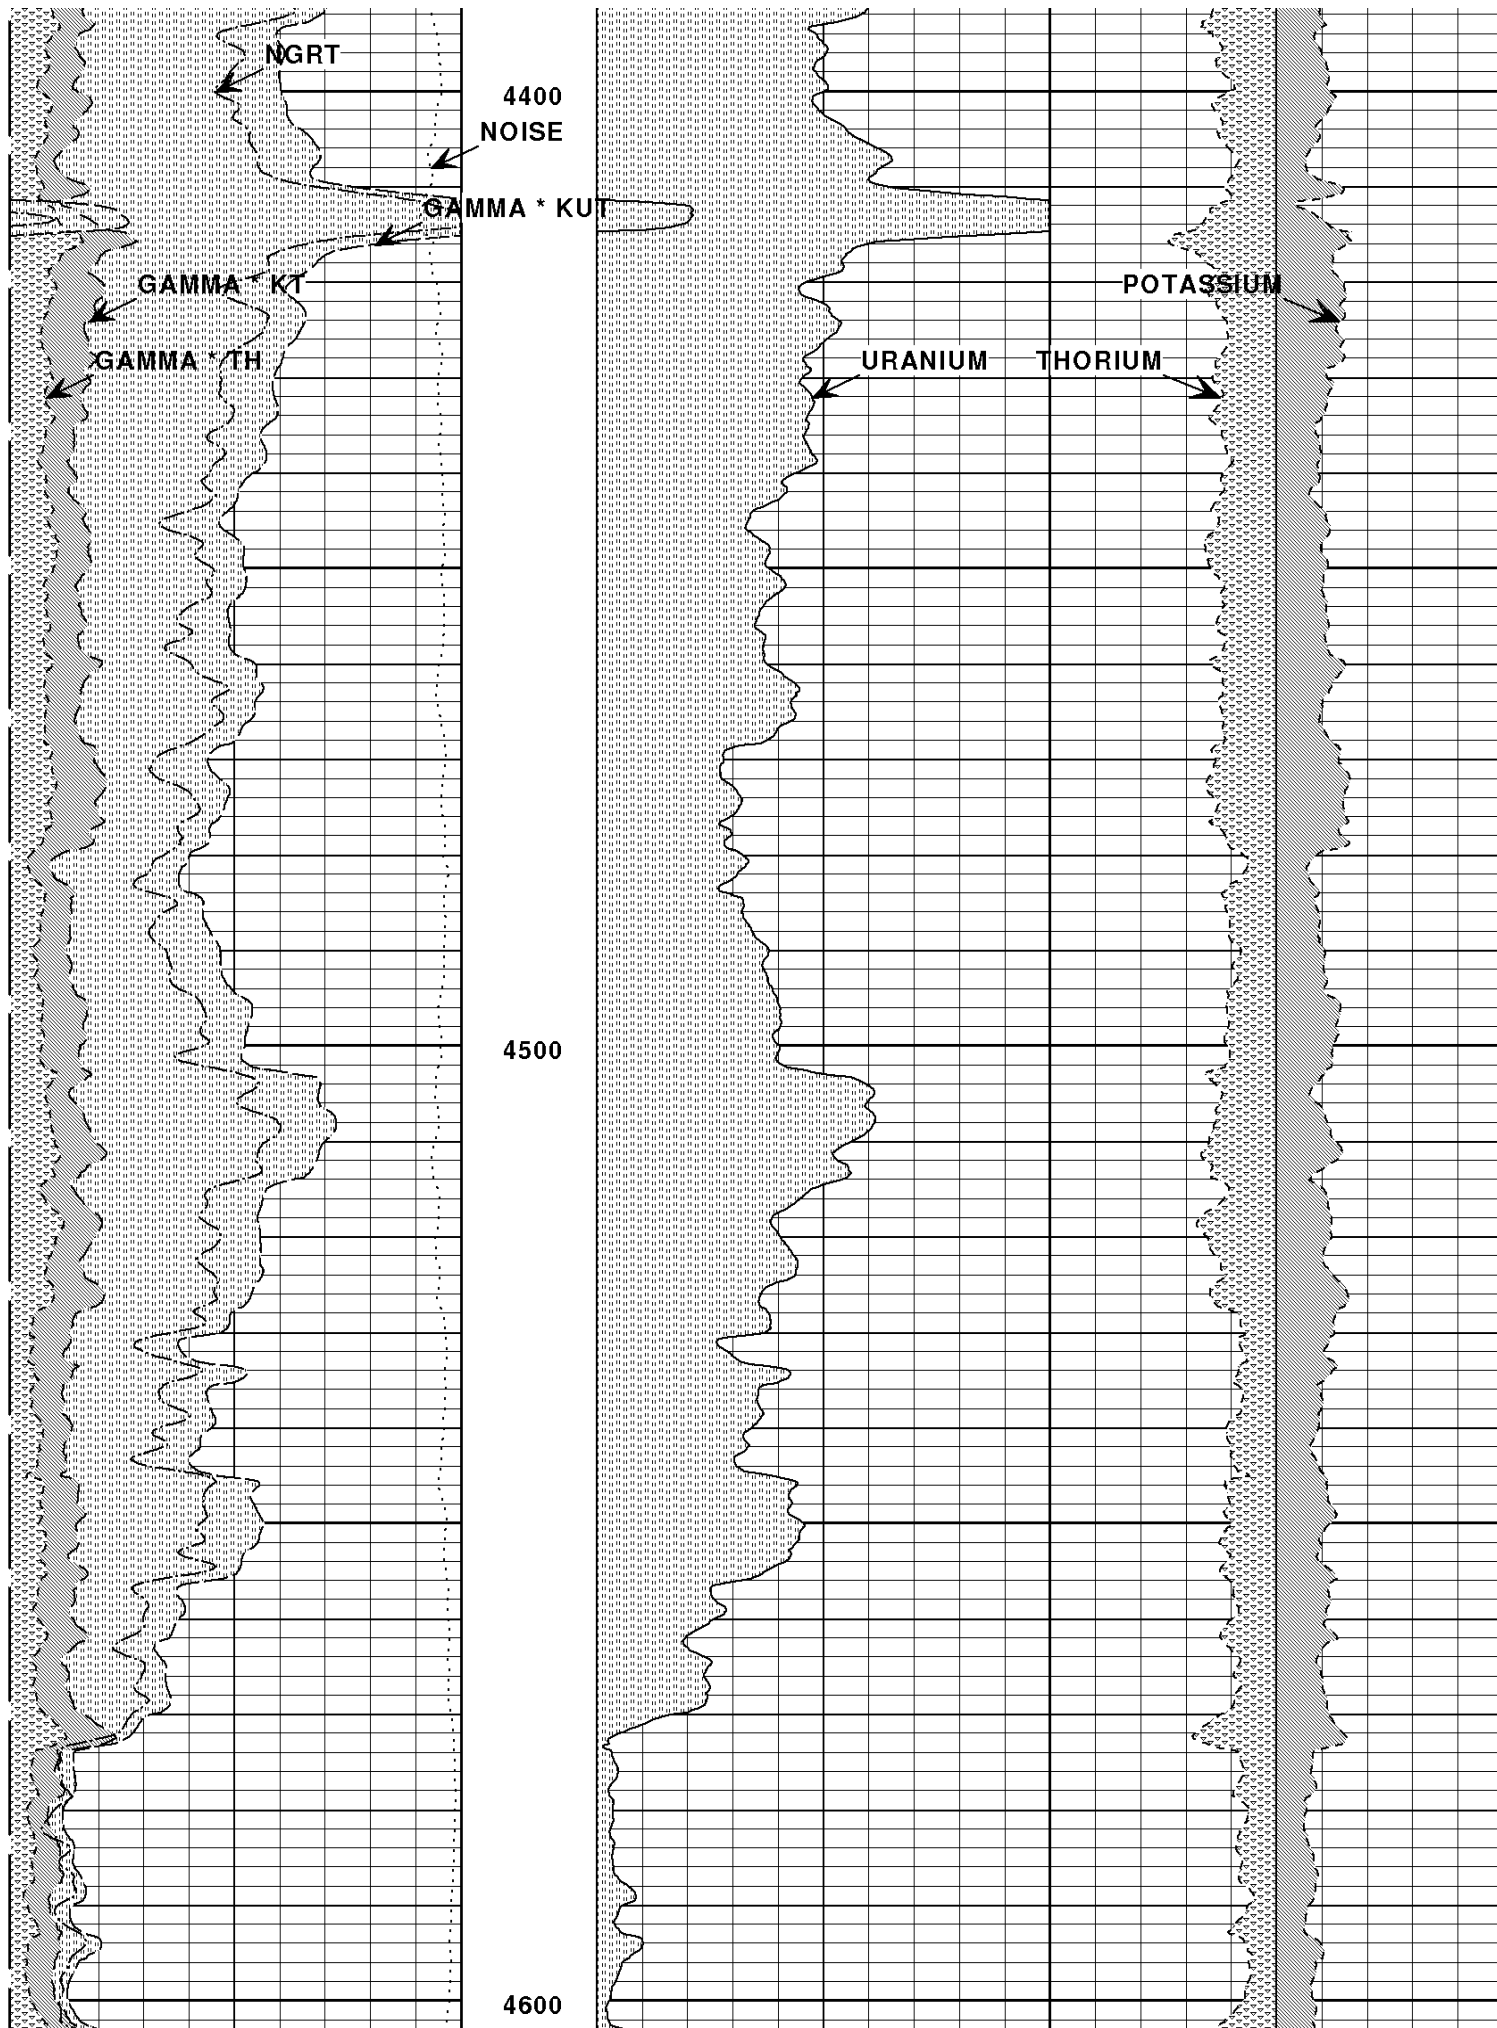 NGRT
4400
NOISE
GAMMA * KUT
GAMMA * KT
POTASSIUM
GAMMA * TH
URANIUM
THORIUM
4500
4600